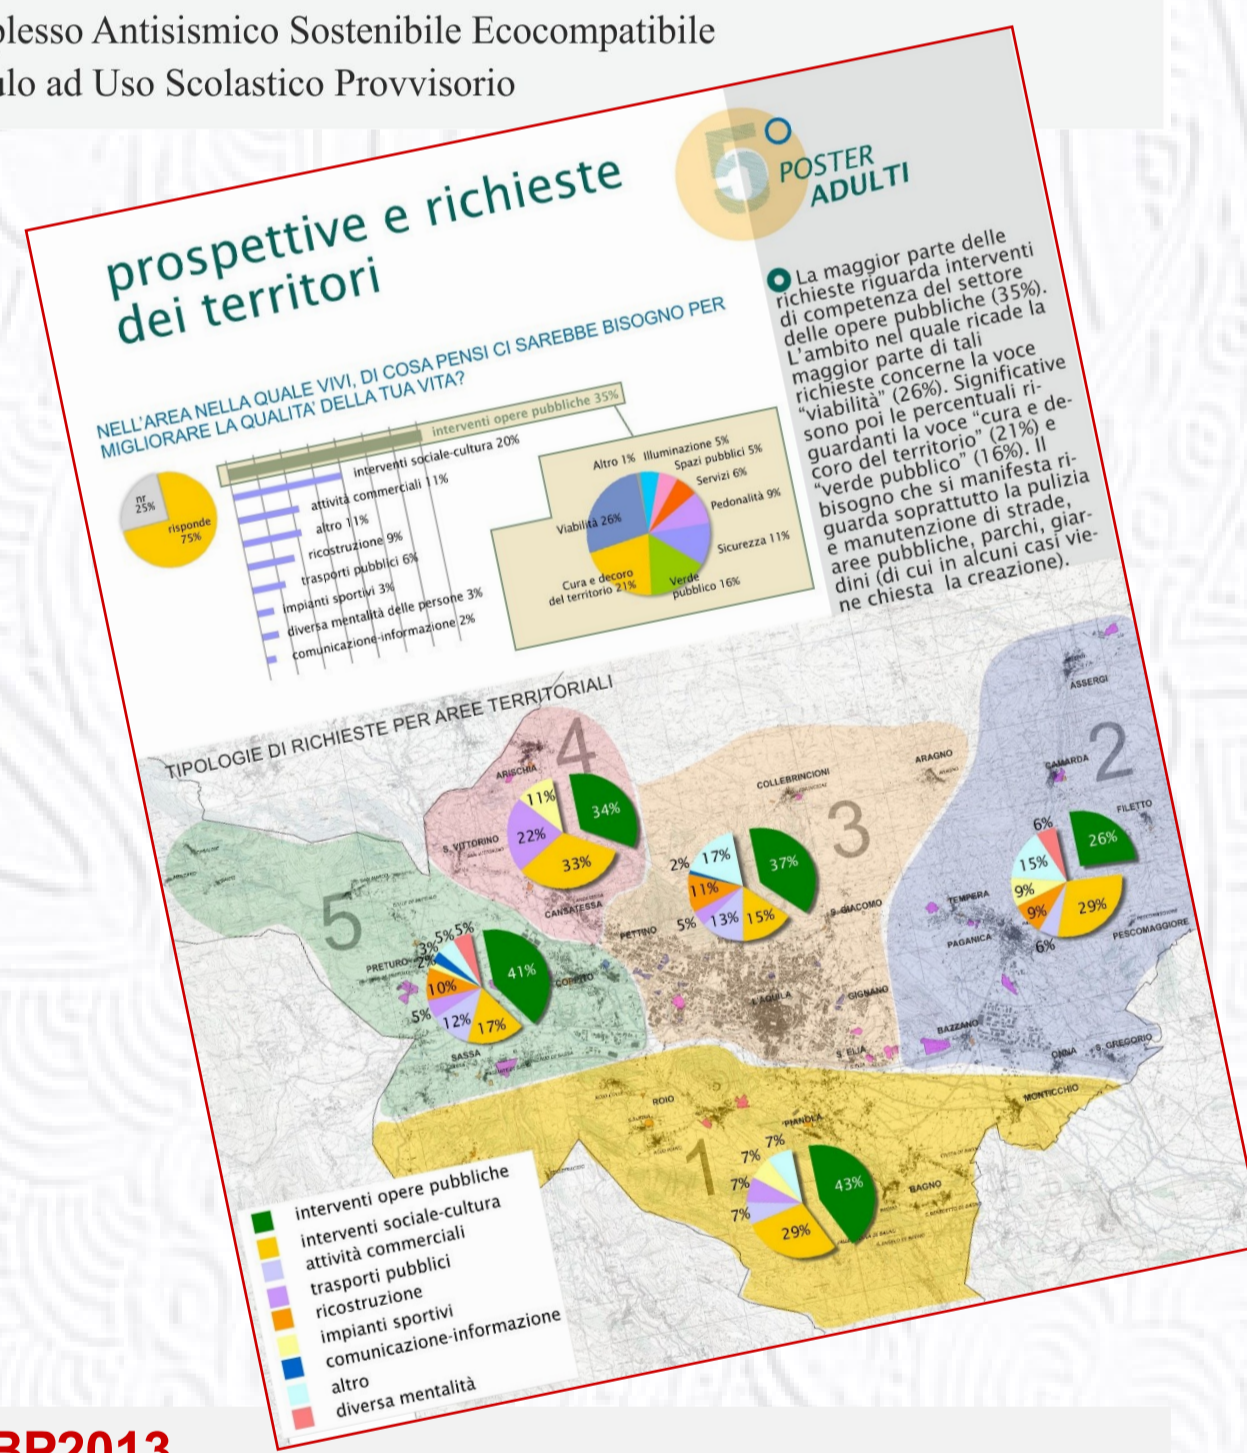 plesso Antisismico Sostenibile Ecocompatibile
ulo ad Uso Scolastico Provvisorio
5°
POSTER
ADULTI
prospettive e richieste
dei territori
NELL'AREA NELLA QUALE VIVI, DI COSA PENSI CI SAREBBE BISOGNO PER
MIGLIORARE LA QUALITA' DELLA TUA VITA?
nr
25%
risponde
75%
interventi opere pubbliche 35%
interventi sociale-cultura 20%
attività commerciali 11%
altro 11%
ricostruzione 9%
trasporti pubblici 6%
impianti sportivi 3%
diversa mentalità delle persone 3%
comunicazione-informazione 2%
Altro 1%
Illuminazione 5%
Spazi pubblici 5%
Servizi 6%
Pedonalità 9%
Sicurezza 11%
Verde
pubblico 16%
Cura e decoro
del territorio 21%
Viabilità 26%
La maggior parte delle
richieste riguarda interventi
di competenza del settore
delle opere pubbliche (35%).
L'ambito nel quale ricade la
maggior parte di tali
richieste concerne la voce
“viabilità” (26%). Significative
sono poi le percentuali ri-
guardanti la voce “cura e de-
coro del territorio” (21%) e
“verde pubblico” (16%). Il
bisogno che si manifesta ri-
guarda soprattutto la pulizia
e manutenzione di strade,
aree pubbliche, parchi, giar-
dini (di cui in alcuni casi vie-
ne chiesta la creazione).
TIPOLOGIE DI RICHIESTE PER AREE TERRITORIALI
4
ARISCHIA
11%
34%
22%
33%
S. VITTORINO
CANSATESSA
3
COLLEBRINCIONI
ARAGNO
2%
17%
37%
11%
5%
13%
15%
S. GIACOMO
PETTINO
L'AQUILA
GIGNANO
S. ELIA
2
ASSERGI
CAMARDA
FILETTO
6%
26%
15%
9%
9%
6%
29%
TEMPERA
PAGANICA
PESCOMAGGIORE
BAZZANO
ONNA
S. GREGORIO
MONTICCHIO
5
PRETURO
COPPITO
SASSA
3%
5%
5%
2%
41%
10%
5%
12%
17%
1
ROIO
PIANOLA
BAGNO
7%
7%
7%
7%
43%
29%
interventi opere pubbliche
interventi sociale-cultura
attività commerciali
trasporti pubblici
ricostruzione
impianti sportivi
comunicazione-informazione
altro
diversa mentalità
BP2013